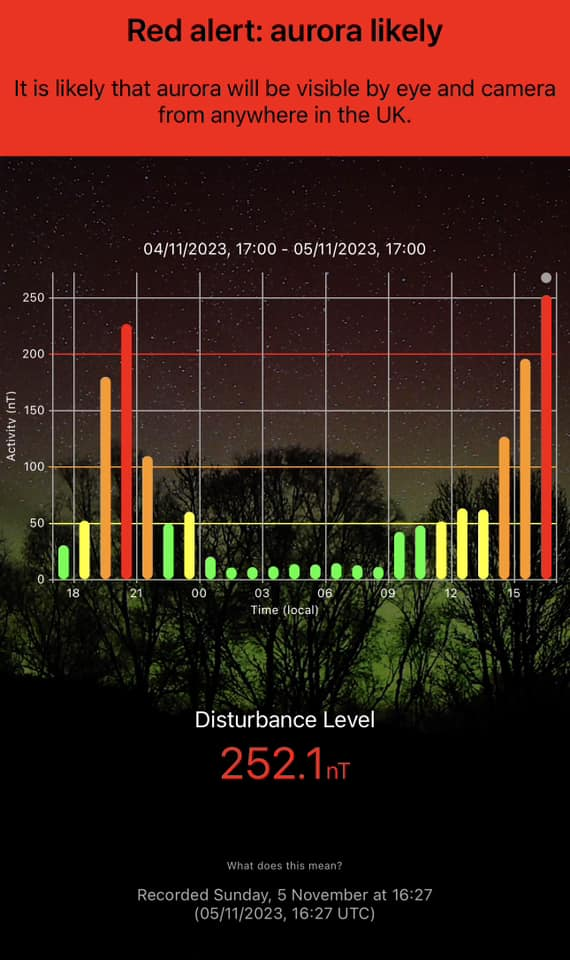 Red alert: aurora likely
It is likely that aurora will be visible by eye and camera
from anywhere in the UK.
04/11/2023, 17:00 - 05/11/2023, 17:00
Activity (nT)
250
200
150
100
50
0
18 21 00 03 06 09 12 15
Time (local)
Disturbance Level
252.1nT
What does this mean?
Recorded Sunday, 5 November at 16:27
(05/11/2023, 16:27 UTC)